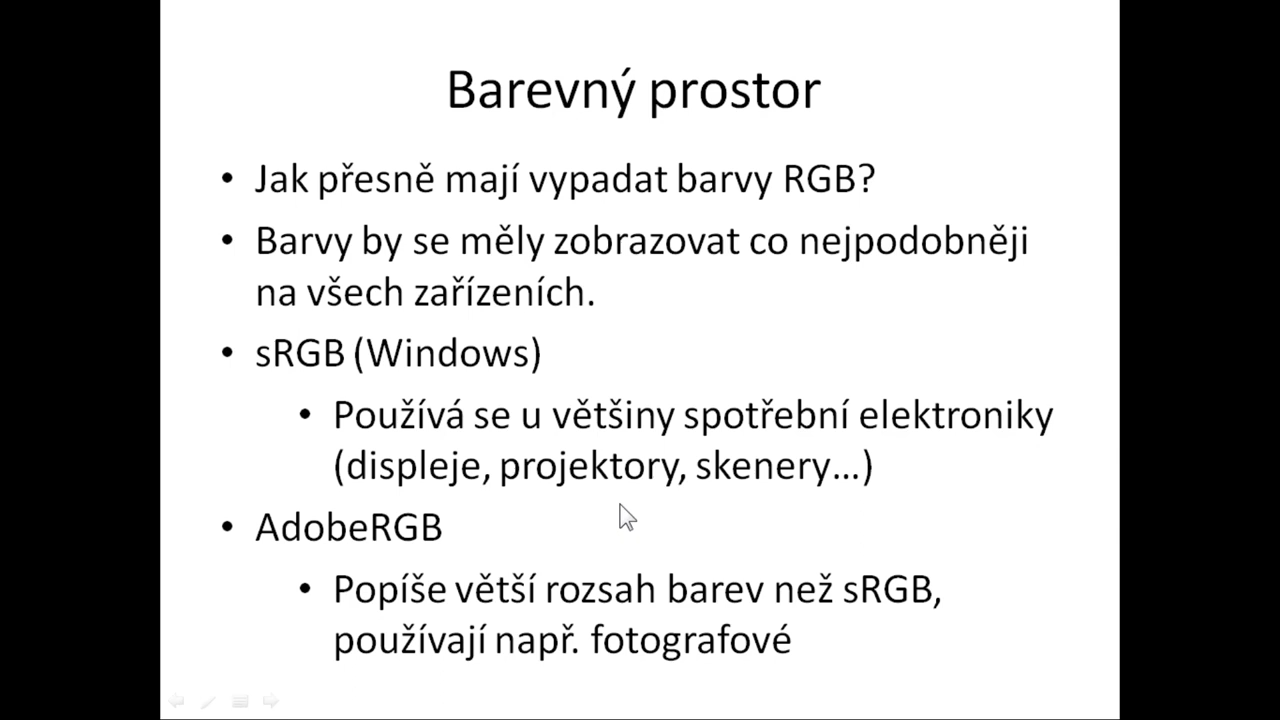 Barevný prostor
• Jak přesně mají vypadat barvy RGB?
• Barvy by se měly zobrazovat co nejpodobněji
na všech zařízeních.
• sRGB (Windows)
• Používá se u většiny spotřební elektroniky
(displeje, projektory, skenery…)
• AdobeRGB
• Popíše větší rozsah barev než sRGB,
používají např. fotografové